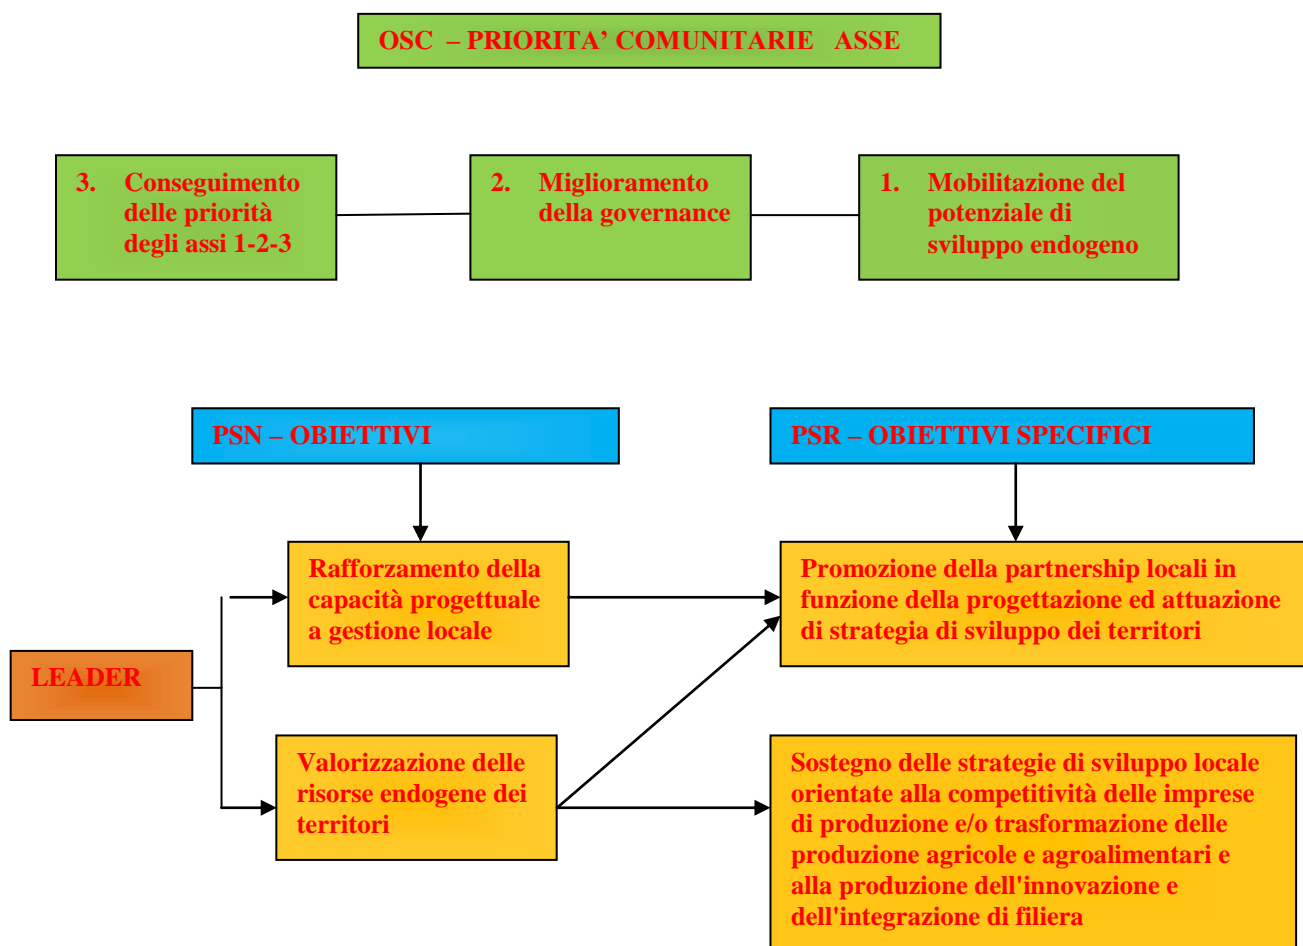 OSC – PRIORITA' COMUNITARIE ASSE
3. Conseguimento
delle priorità
degli assi 1-2-3
2. Miglioramento
della governance
1. Mobilitazione del
potenziale di
sviluppo endogeno
PSN – OBIETTIVI
PSR – OBIETTIVI SPECIFICI
Rafforzamento della
capacità progettuale
a gestione locale
Promozione della partnership locali in
funzione della progettazione ed attuazione
di strategia di sviluppo dei territori
LEADER
Valorizzazione delle
risorse endogene dei
territori
Sostegno delle strategie di sviluppo locale
orientate alla competitività delle imprese
di produzione e/o trasformazione delle
produzione agricole e agroalimentari e
alla produzione dell'innovazione e
dell'integrazione di filiera